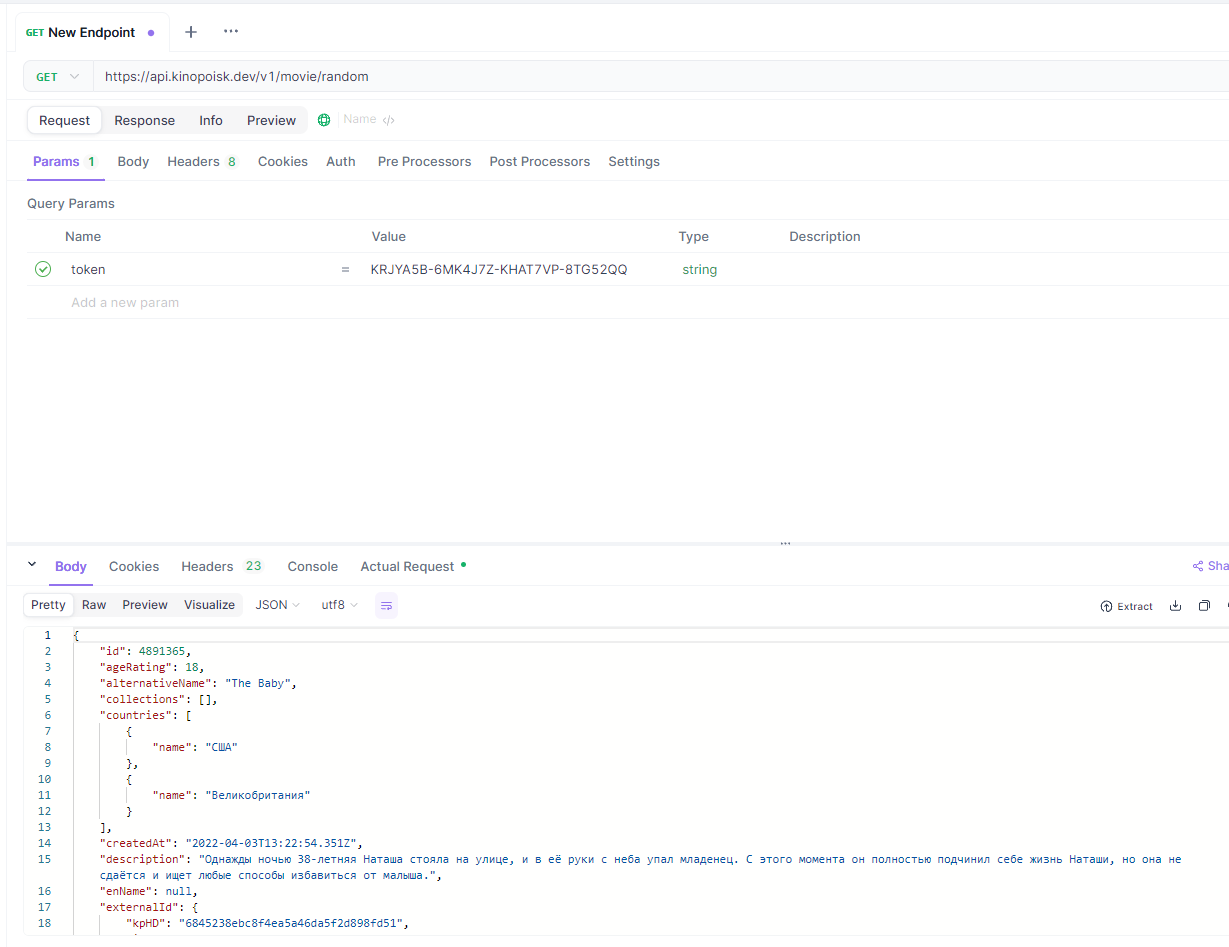 GET New Endpoint
GET https://api.kinopoisk.dev/v1/movie/random
Request Response Info Preview Name
Params 1 Body Headers 8 Cookies Auth Pre Processors Post Processors Settings
Query Params
Name Value Type Description
token = KRJYA5B-6MK4J7Z-KHAT7VP-8TG52QQ string
Add a new param
Body Cookies Headers 23 Console Actual Request Sha
Pretty Raw Preview Visualize JSON utf8 Extract
1 {
2 "id": 4891365,
3 "ageRating": 18,
4 "alternativeName": "The Baby",
5 "collections": [],
6 "countries": [
7 {
8 "name": "США"
9 },
10 {
11 "name": "Великобритания"
12 }
13 ],
14 "createdAt": "2022-04-03T13:22:54.351Z",
15 "description": "Однажды ночью 38-летняя Наташа стояла на улице, и в её руки с неба упал младенец. С этого момента он полностью подчинил себе жизнь Наташи, но она не
сдаётся и ищет любые способы избавиться от малыша.",
16 "enName": null,
17 "externalId": {
18 "kpHD": "6845238ebc8f4ea5a46da5f2d898fd51",